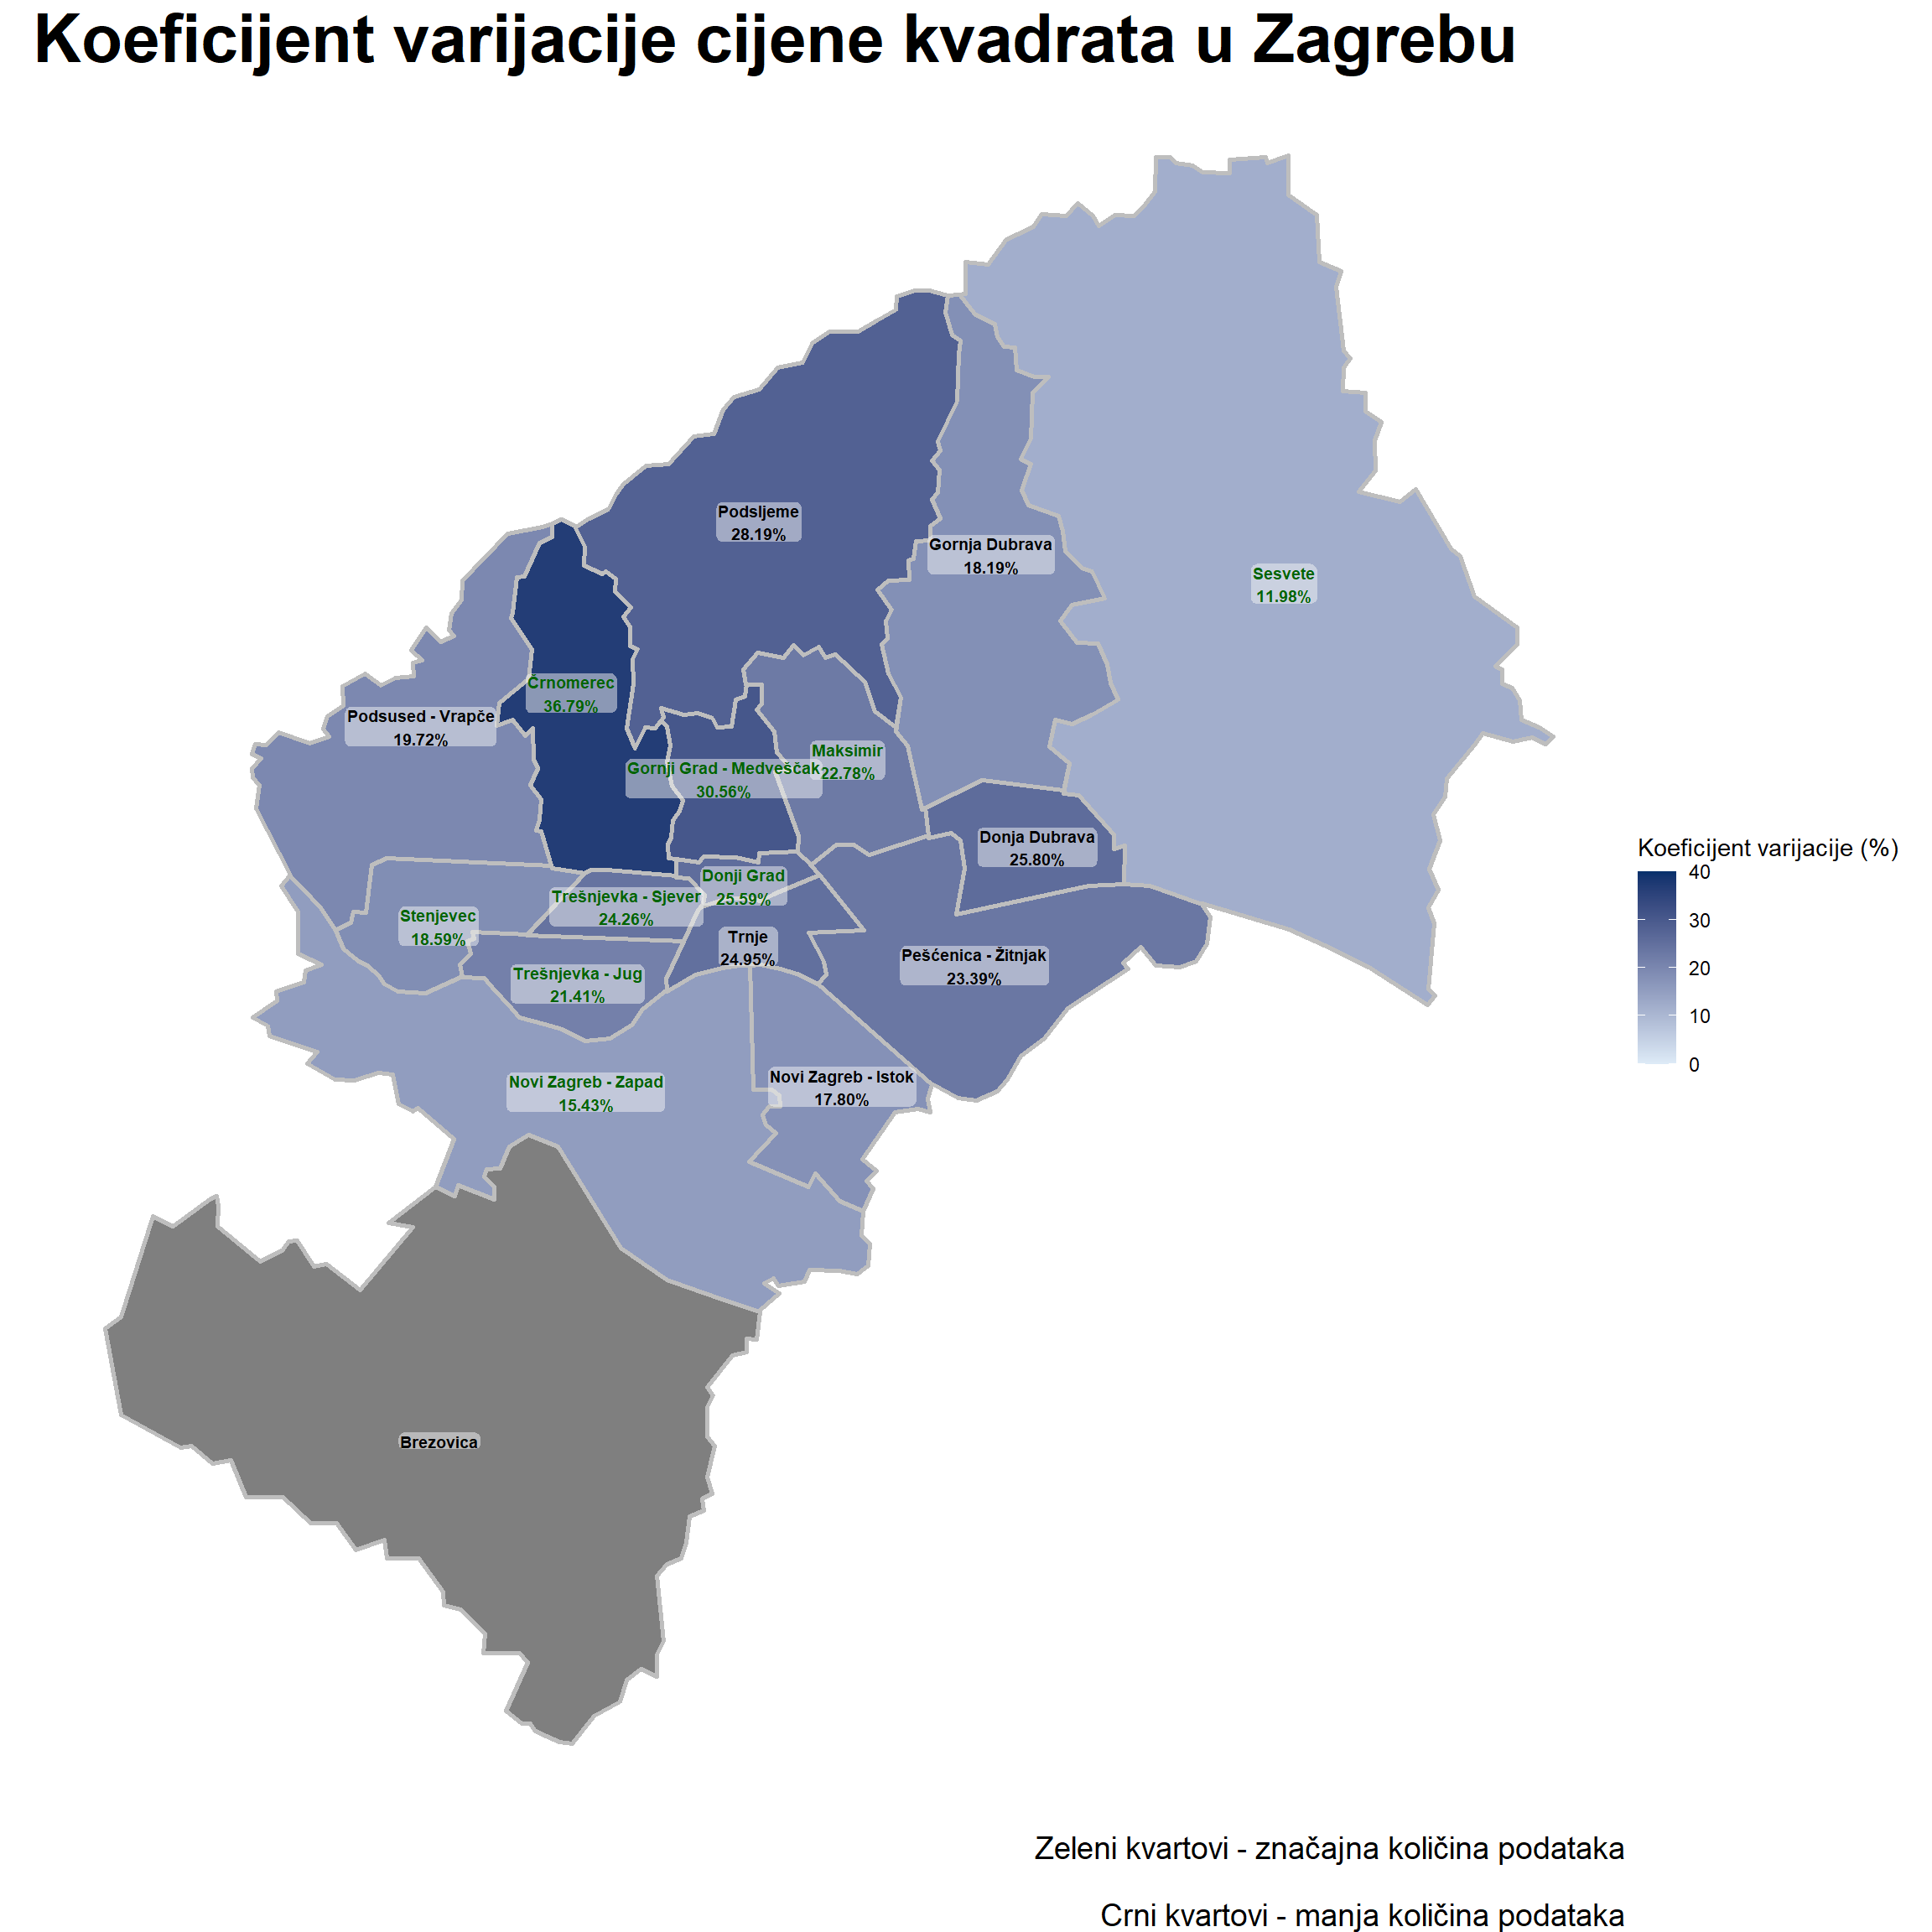 Koeficijent varijacije cijene kvadrata u Zagrebu
Podsljeme
28.19%
Gornja Dubrava
18.19%
Sesvete
11.98%
Črnomerec
36.79%
Podsused - Vrapče
19.72%
Maksimir
22.78%
Gornji Grad - Medveščak
30.56%
Donja Dubrava
25.80%
Donji Grad
25.59%
Trešnjevka - Sjever
24.26%
Stenjevec
18.59%
Trnje
24.95%
Pešćenica - Žitnjak
23.39%
Trešnjevka - Jug
21.41%
Novi Zagreb - Zapad
15.43%
Novi Zagreb - Istok
17.80%
Brezovica
Koeficijent varijacije (%)
40
30
20
10
0
Zeleni kvartovi - značajna količina podataka
Crni kvartovi - manja količina podataka